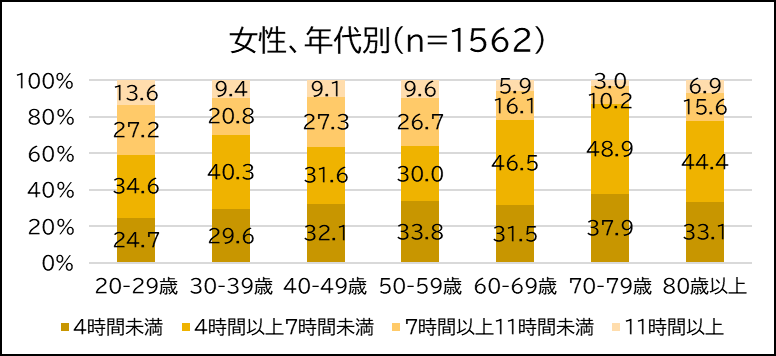 女性、年代別(n=1562)
100%
80%
60%
40%
20%
0%
13.6 9.4 9.1 9.6 5.9 3.0 6.9
27.2 20.8 27.3 26.7 16.1 10.2 15.6
34.6 40.3 31.6 30.0 46.5 48.9 44.4
24.7 29.6 32.1 33.8 31.5 37.9 33.1
20-29歳 30-39歳 40-49歳 50-59歳 60-69歳 70-79歳 80歳以上
4時間未満 4時間以上7時間未満 7時間以上11時間未満 11時間以上